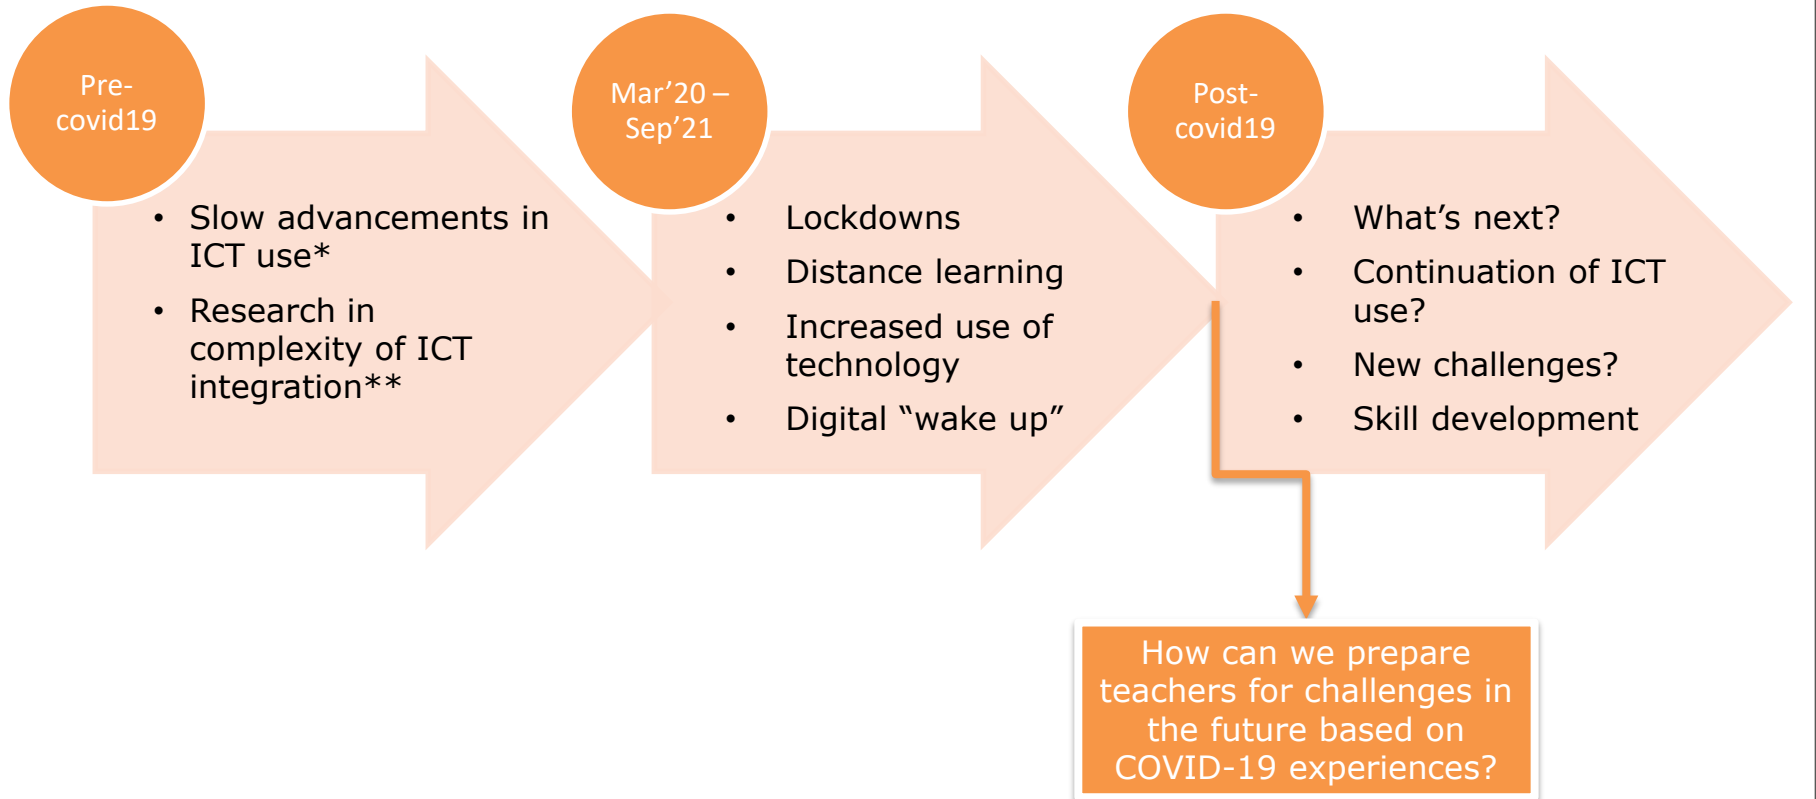 Pre-
covid19
• Slow advancements in
ICT use*
• Research in
complexity of ICT
integration**
Mar’20 –
Sep’21
• Lockdowns
• Distance learning
• Increased use of
technology
• Digital “wake up”
Post-
covid19
• What’s next?
• Continuation of ICT
use?
• New challenges?
• Skill development
How can we prepare
teachers for challenges in
the future based on
COVID-19 experiences?